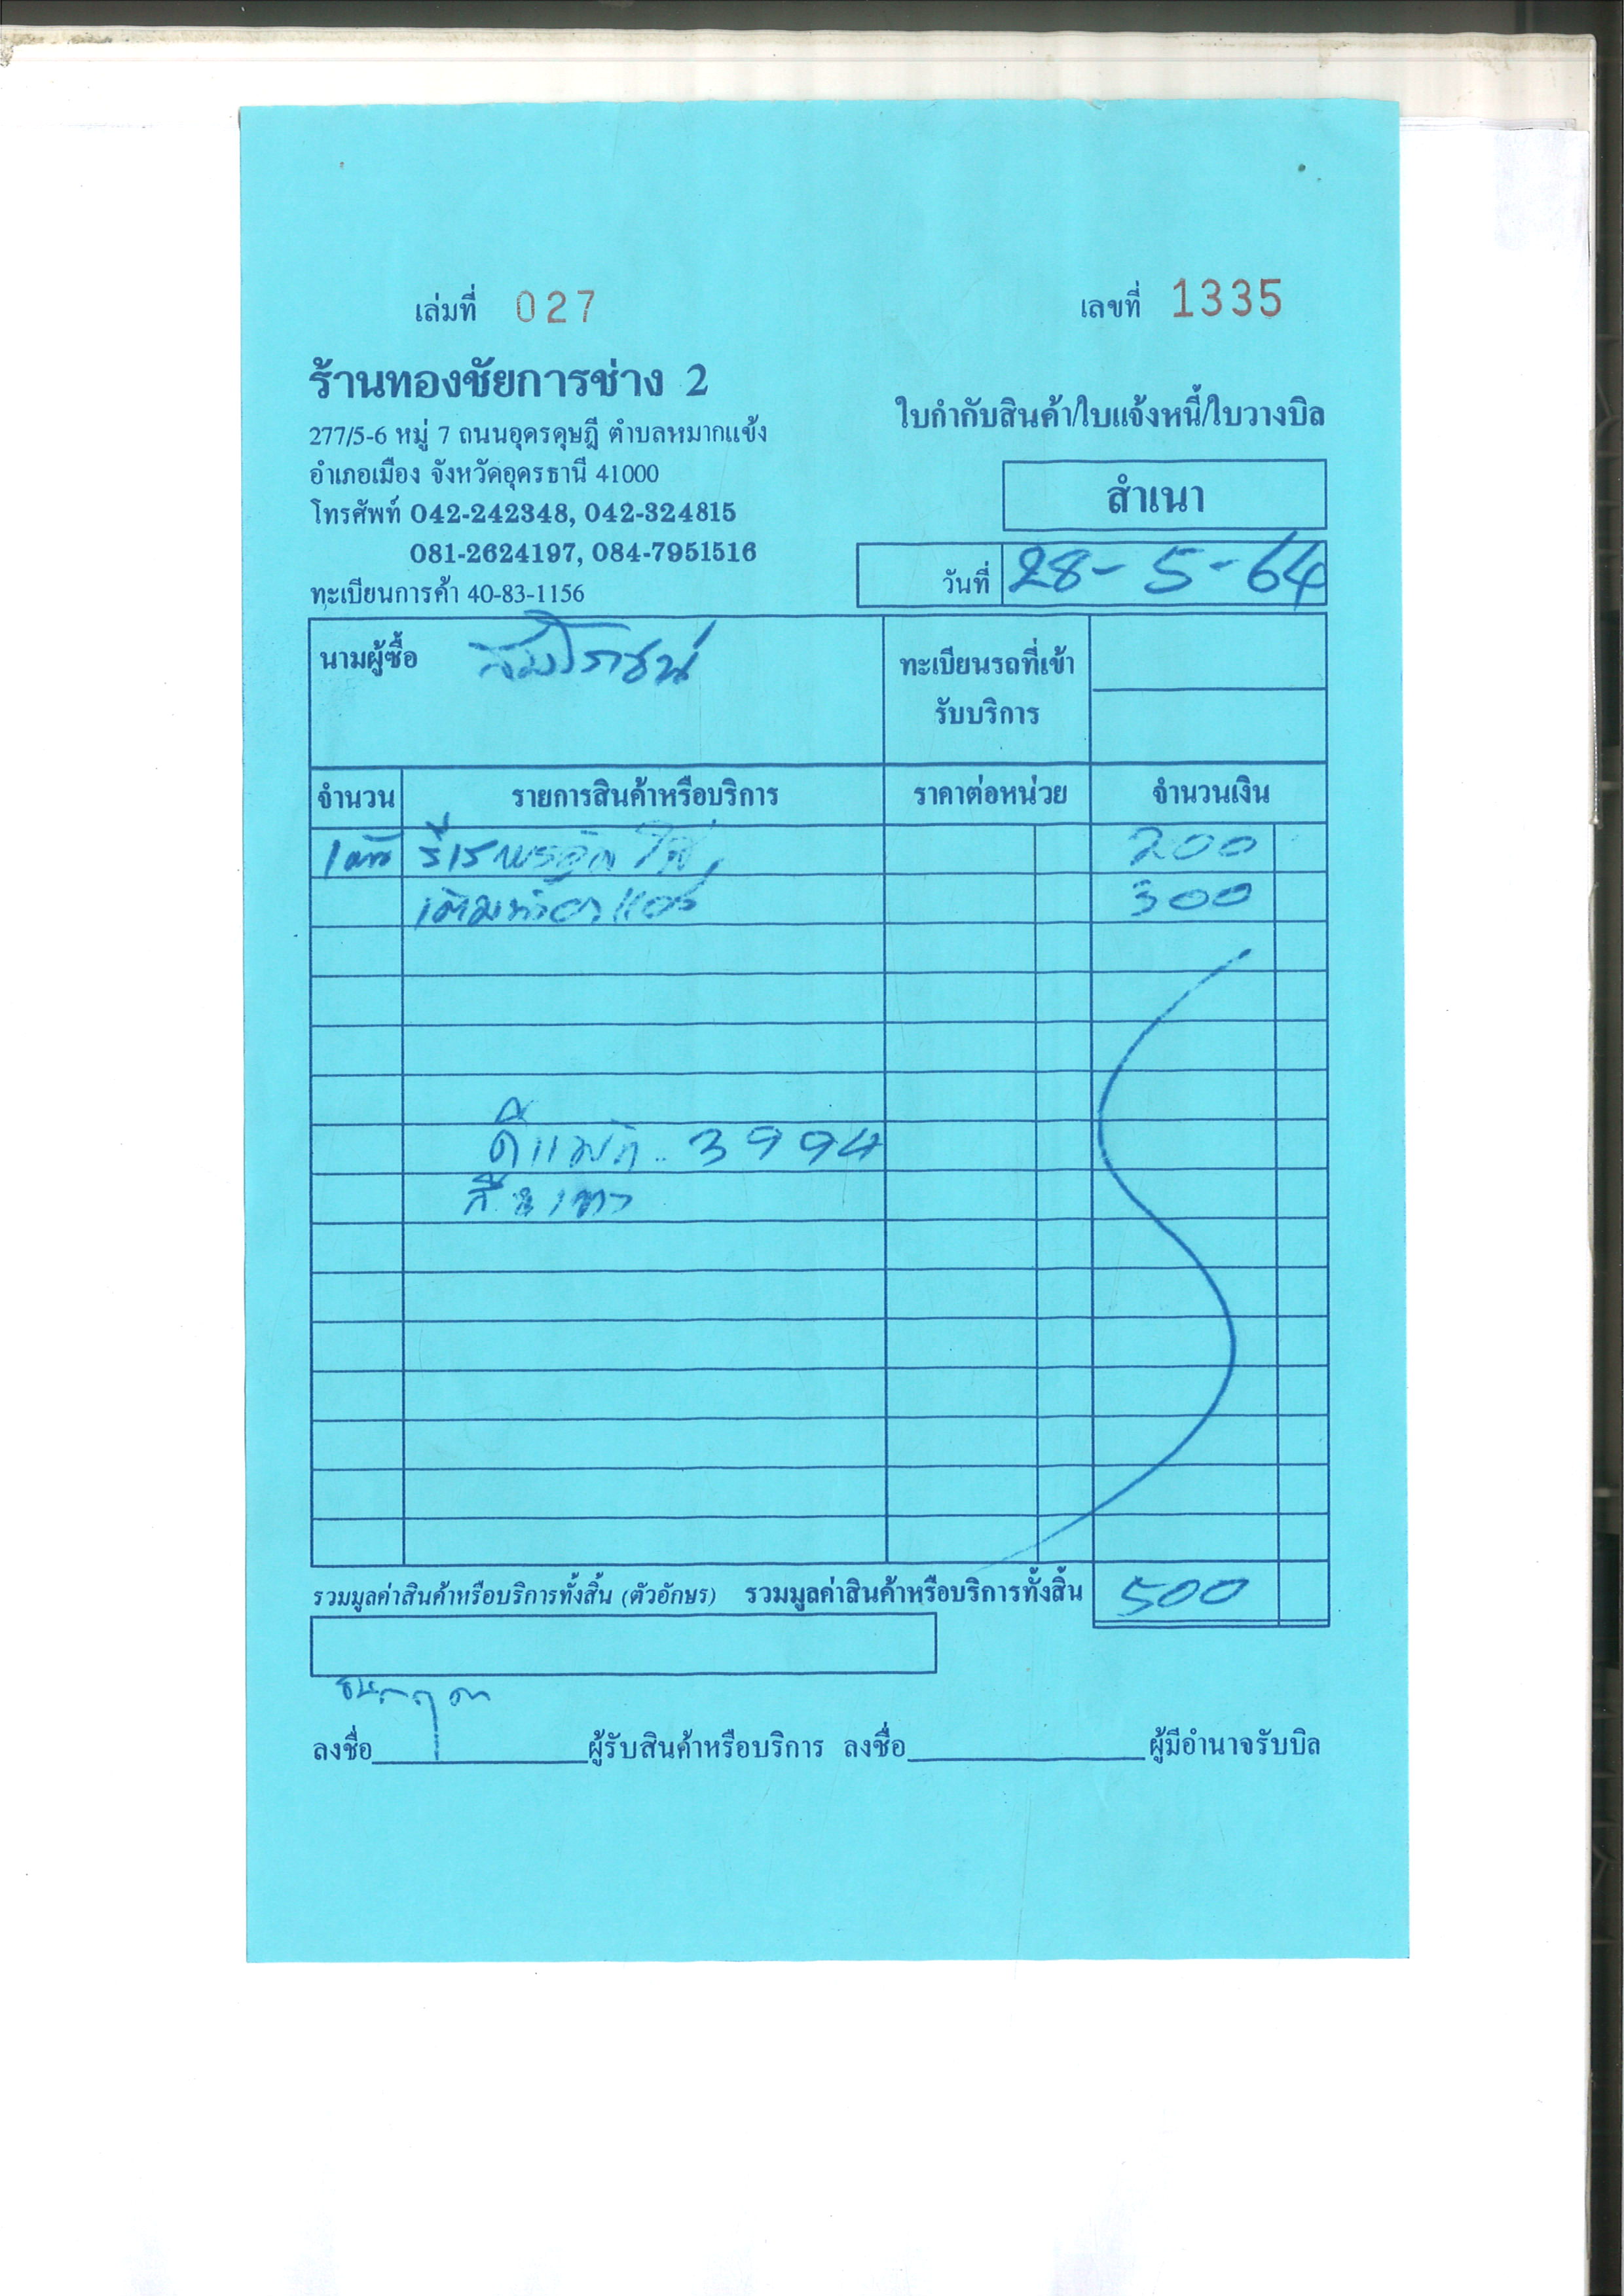 เล่มที่ 027
เลขที่ 1335
ร้านทองชัยการช่าง 2
277/5-6 หมู่ 7 ถนนอุดรดุษฎี ตำบลหมากแข้ง
อำเภอเมือง จังหวัดอุดรธานี 41000
โทรศัพท์ 042-242348, 042-324815
081-2624197, 084-7951516
ทะเบียนการค้า 40-83-1156
ใบกำกับสินค้า/ใบแจ้งหนี้/ใบวางบิล
สำเนา
วันที่ 28-5-64
นามผู้ซื้อ
ทะเบียนรถที่เข้า
รับบริการ
จำนวน รายการสินค้าหรือบริการ ราคาต่อหน่วย จำนวนเงิน
200
เติมน้ำยาแอร์ 300
ดีแมก 3994
รวมมูลค่าสินค้าหรือบริการทั้งสิ้น (ตัวอักษร) รวมมูลค่าสินค้าหรือบริการทั้งสิ้น 500
ลงชื่อ ผู้รับสินค้าหรือบริการ ลงชื่อ ผู้มีอำนาจรับบิล